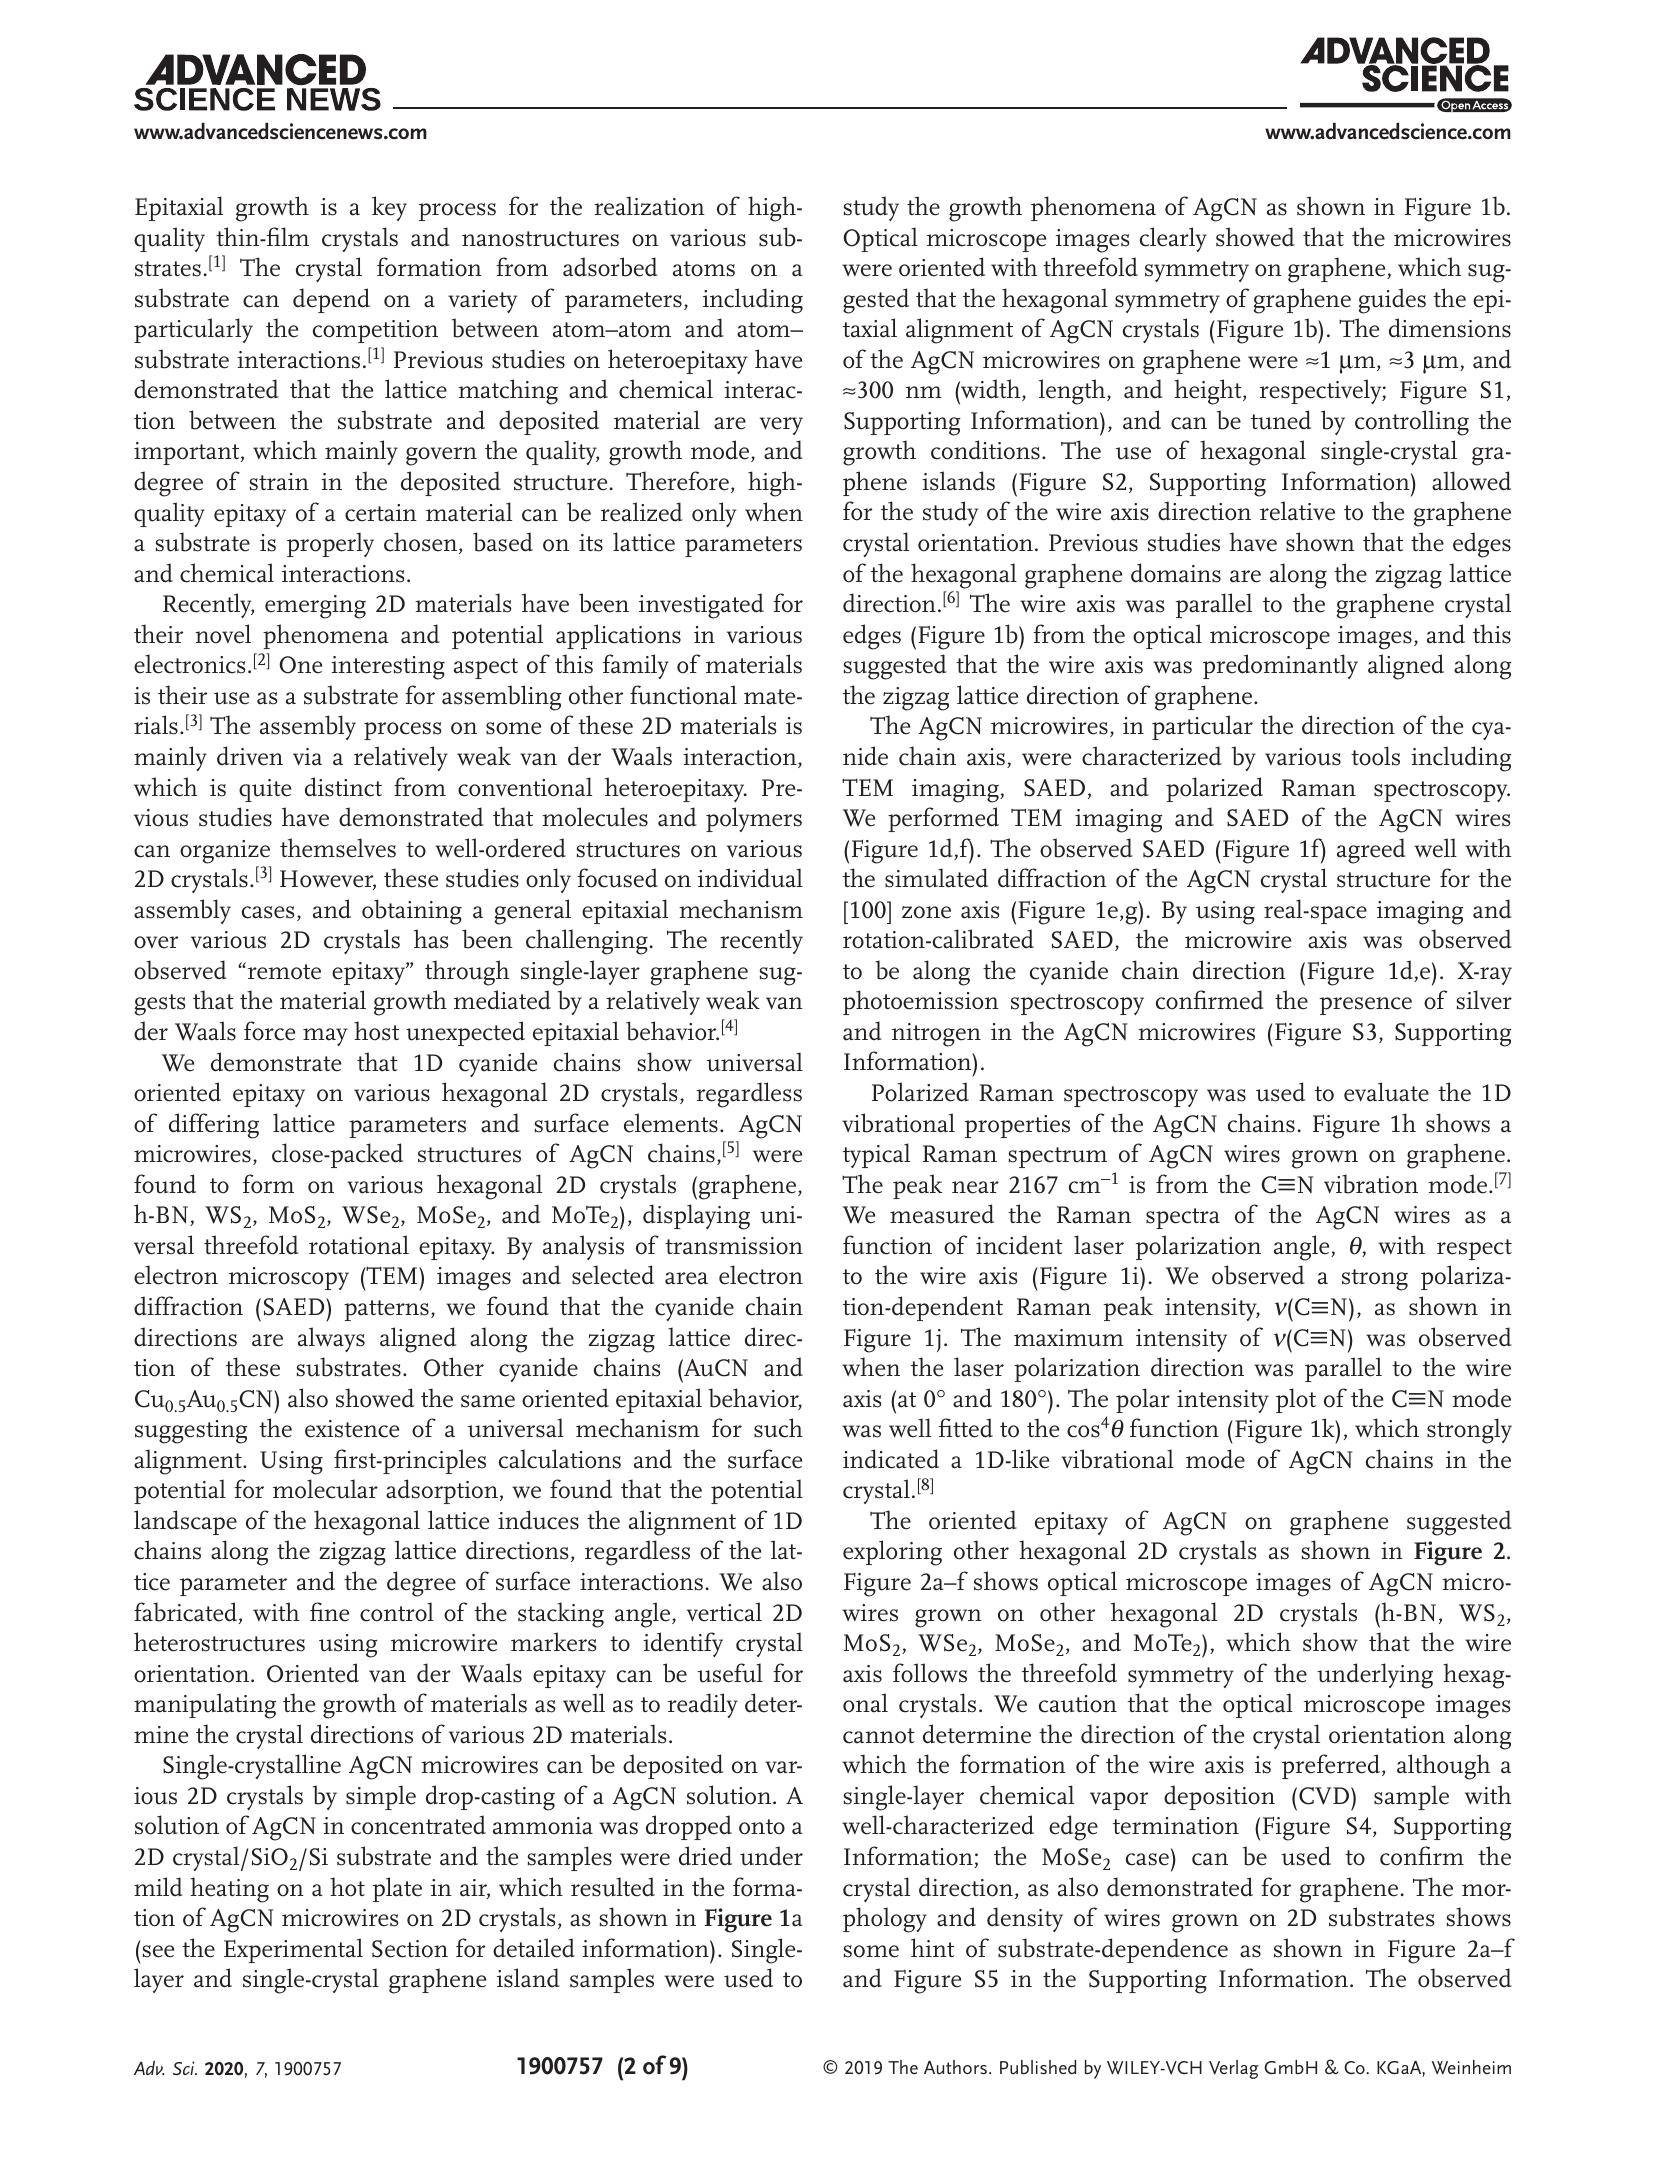 ADVANCED
SCIENCE NEWS
www.advancedsciencenews.com
ADVANCED
SCIENCE
Open Access
www.advancedscience.com
Epitaxial growth is a key process for the realization of high-
quality thin-film crystals and nanostructures on various sub-
strates.[1] The crystal formation from adsorbed atoms on a
substrate can depend on a variety of parameters, including
particularly the competition between atom–atom and atom–
substrate interactions.[1] Previous studies on heteroepitaxy have
demonstrated that the lattice matching and chemical interac-
tion between the substrate and deposited material are very
important, which mainly govern the quality, growth mode, and
degree of strain in the deposited structure. Therefore, high-
quality epitaxy of a certain material can be realized only when
a substrate is properly chosen, based on its lattice parameters
and chemical interactions.
Recently, emerging 2D materials have been investigated for
their novel phenomena and potential applications in various
electronics.[2] One interesting aspect of this family of materials
is their use as a substrate for assembling other functional mate-
rials.[3] The assembly process on some of these 2D materials is
mainly driven via a relatively weak van der Waals interaction,
which is quite distinct from conventional heteroepitaxy. Pre-
vious studies have demonstrated that molecules and polymers
can organize themselves to well-ordered structures on various
2D crystals.[3] However, these studies only focused on individual
assembly cases, and obtaining a general epitaxial mechanism
over various 2D crystals has been challenging. The recently
observed “remote epitaxy” through single-layer graphene sug-
gests that the material growth mediated by a relatively weak van
der Waals force may host unexpected epitaxial behavior.[4]
We demonstrate that 1D cyanide chains show universal
oriented epitaxy on various hexagonal 2D crystals, regardless
of differing lattice parameters and surface elements. AgCN
microwires, close-packed structures of AgCN chains,[5] were
found to form on various hexagonal 2D crystals (graphene,
h-BN, WS2, MoS2, WSe2, MoSe2, and MoTe2), displaying uni-
versal threefold rotational epitaxy. By analysis of transmission
electron microscopy (TEM) images and selected area electron
diffraction (SAED) patterns, we found that the cyanide chain
directions are always aligned along the zigzag lattice direc-
tion of these substrates. Other cyanide chains (AuCN and
Cu0.5Au0.5CN) also showed the same oriented epitaxial behavior,
suggesting the existence of a universal mechanism for such
alignment. Using first-principles calculations and the surface
potential for molecular adsorption, we found that the potential
landscape of the hexagonal lattice induces the alignment of 1D
chains along the zigzag lattice directions, regardless of the lat-
tice parameter and the degree of surface interactions. We also
fabricated, with fine control of the stacking angle, vertical 2D
heterostructures using microwire markers to identify crystal
orientation. Oriented van der Waals epitaxy can be useful for
manipulating the growth of materials as well as to readily deter-
mine the crystal directions of various 2D materials.
Single-crystalline AgCN microwires can be deposited on var-
ious 2D crystals by simple drop-casting of a AgCN solution. A
solution of AgCN in concentrated ammonia was dropped onto a
2D crystal/SiO2/Si substrate and the samples were dried under
mild heating on a hot plate in air, which resulted in the forma-
tion of AgCN microwires on 2D crystals, as shown in Figure 1a
(see the Experimental Section for detailed information). Single-
layer and single-crystal graphene island samples were used to
study the growth phenomena of AgCN as shown in Figure 1b.
Optical microscope images clearly showed that the microwires
were oriented with threefold symmetry on graphene, which sug-
gested that the hexagonal symmetry of graphene guides the epi-
taxial alignment of AgCN crystals (Figure 1b). The dimensions
of the AgCN microwires on graphene were ≈1 μm, ≈3 μm, and
≈300 nm (width, length, and height, respectively; Figure S1,
Supporting Information), and can be tuned by controlling the
growth conditions. The use of hexagonal single-crystal gra-
phene islands (Figure S2, Supporting Information) allowed
for the study of the wire axis direction relative to the graphene
crystal orientation. Previous studies have shown that the edges
of the hexagonal graphene domains are along the zigzag lattice
direction.[6] The wire axis was parallel to the graphene crystal
edges (Figure 1b) from the optical microscope images, and this
suggested that the wire axis was predominantly aligned along
the zigzag lattice direction of graphene.
The AgCN microwires, in particular the direction of the cya-
nide chain axis, were characterized by various tools including
TEM imaging, SAED, and polarized Raman spectroscopy.
We performed TEM imaging and SAED of the AgCN wires
(Figure 1d,f). The observed SAED (Figure 1f) agreed well with
the simulated diffraction of the AgCN crystal structure for the
[100] zone axis (Figure 1e,g). By using real-space imaging and
rotation-calibrated SAED, the microwire axis was observed
to be along the cyanide chain direction (Figure 1d,e). X-ray
photoemission spectroscopy confirmed the presence of silver
and nitrogen in the AgCN microwires (Figure S3, Supporting
Information).
Polarized Raman spectroscopy was used to evaluate the 1D
vibrational properties of the AgCN chains. Figure 1h shows a
typical Raman spectrum of AgCN wires grown on graphene.
The peak near 2167 cm−1 is from the C≡N vibration mode.[7]
We measured the Raman spectra of the AgCN wires as a
function of incident laser polarization angle, θ, with respect
to the wire axis (Figure 1i). We observed a strong polariza-
tion-dependent Raman peak intensity, ν(C≡N), as shown in
Figure 1j. The maximum intensity of ν(C≡N) was observed
when the laser polarization direction was parallel to the wire
axis (at 0° and 180°). The polar intensity plot of the C≡N mode
was well fitted to the cos4θ function (Figure 1k), which strongly
indicated a 1D-like vibrational mode of AgCN chains in the
crystal.[8]
The oriented epitaxy of AgCN on graphene suggested
exploring other hexagonal 2D crystals as shown in Figure 2.
Figure 2a–f shows optical microscope images of AgCN micro-
wires grown on other hexagonal 2D crystals (h-BN, WS2,
MoS2, WSe2, MoSe2, and MoTe2), which show that the wire
axis follows the threefold symmetry of the underlying hexag-
onal crystals. We caution that the optical microscope images
cannot determine the direction of the crystal orientation along
which the formation of the wire axis is preferred, although a
single-layer chemical vapor deposition (CVD) sample with
well-characterized edge termination (Figure S4, Supporting
Information; the MoSe2 case) can be used to confirm the
crystal direction, as also demonstrated for graphene. The mor-
phology and density of wires grown on 2D substrates shows
some hint of substrate-dependence as shown in Figure 2a–f
and Figure S5 in the Supporting Information. The observed
Adv. Sci. 2020, 7, 1900757
1900757 (2 of 9)
© 2019 The Authors. Published by WILEY-VCH Verlag GmbH & Co. KGaA, Weinheim